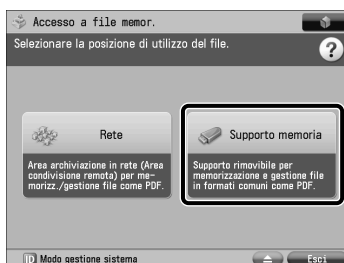 Accesso a file memor.
Selezionare la posizione di utilizzo del file.
?
Rete
Area archiviazione in rete (Area
condivisione remota) per me-
morizz./gestione file come PDF.
Supporto memoria
Supporto rimovibile per
memorizzazione e gestione file
in formati comuni come PDF.
ID Modo gestione sistema
Esci